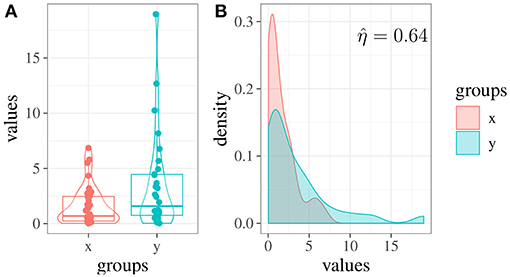 A
values
15
10
5
0
x
y
groups
B
density
0.3
0.2
0.1
0.0
0
5
10
15
values
η̂ = 0.64
groups
x
y